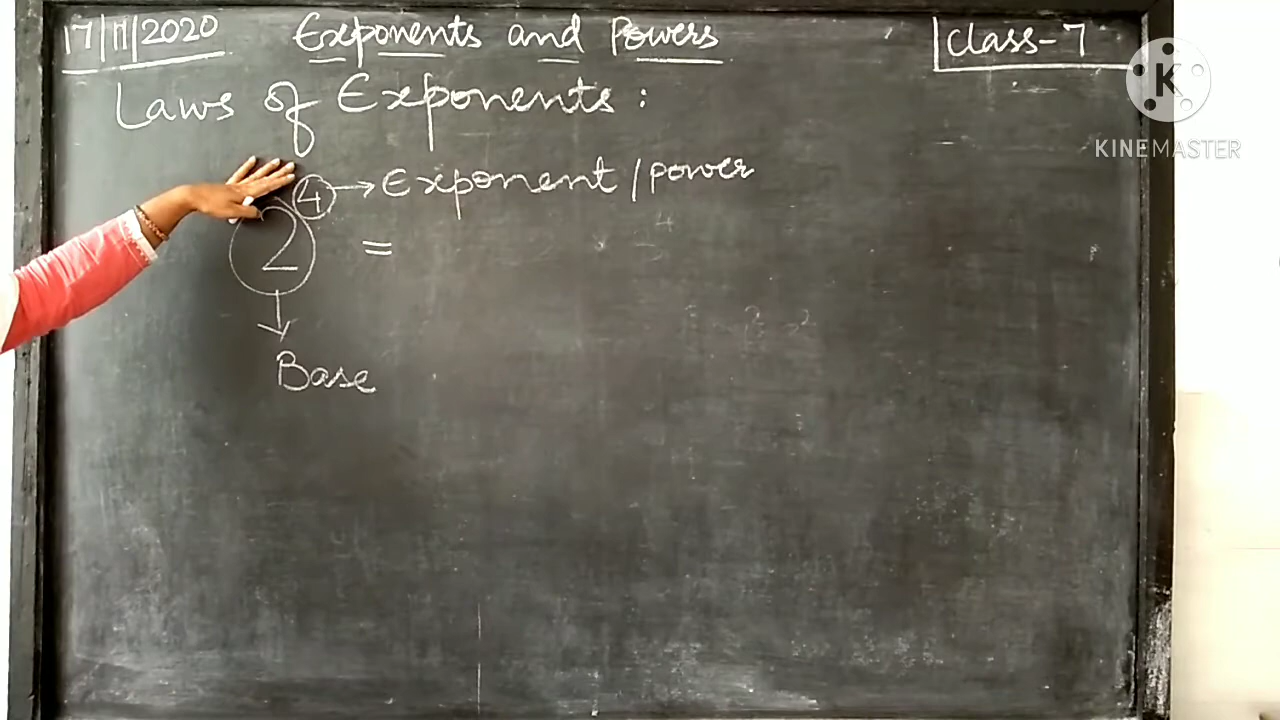 17/11/2020 Exponents and Powers Class-7
K
KINEMASTER
Laws of Exponents:
4 → Exponent/power
2 =
Base